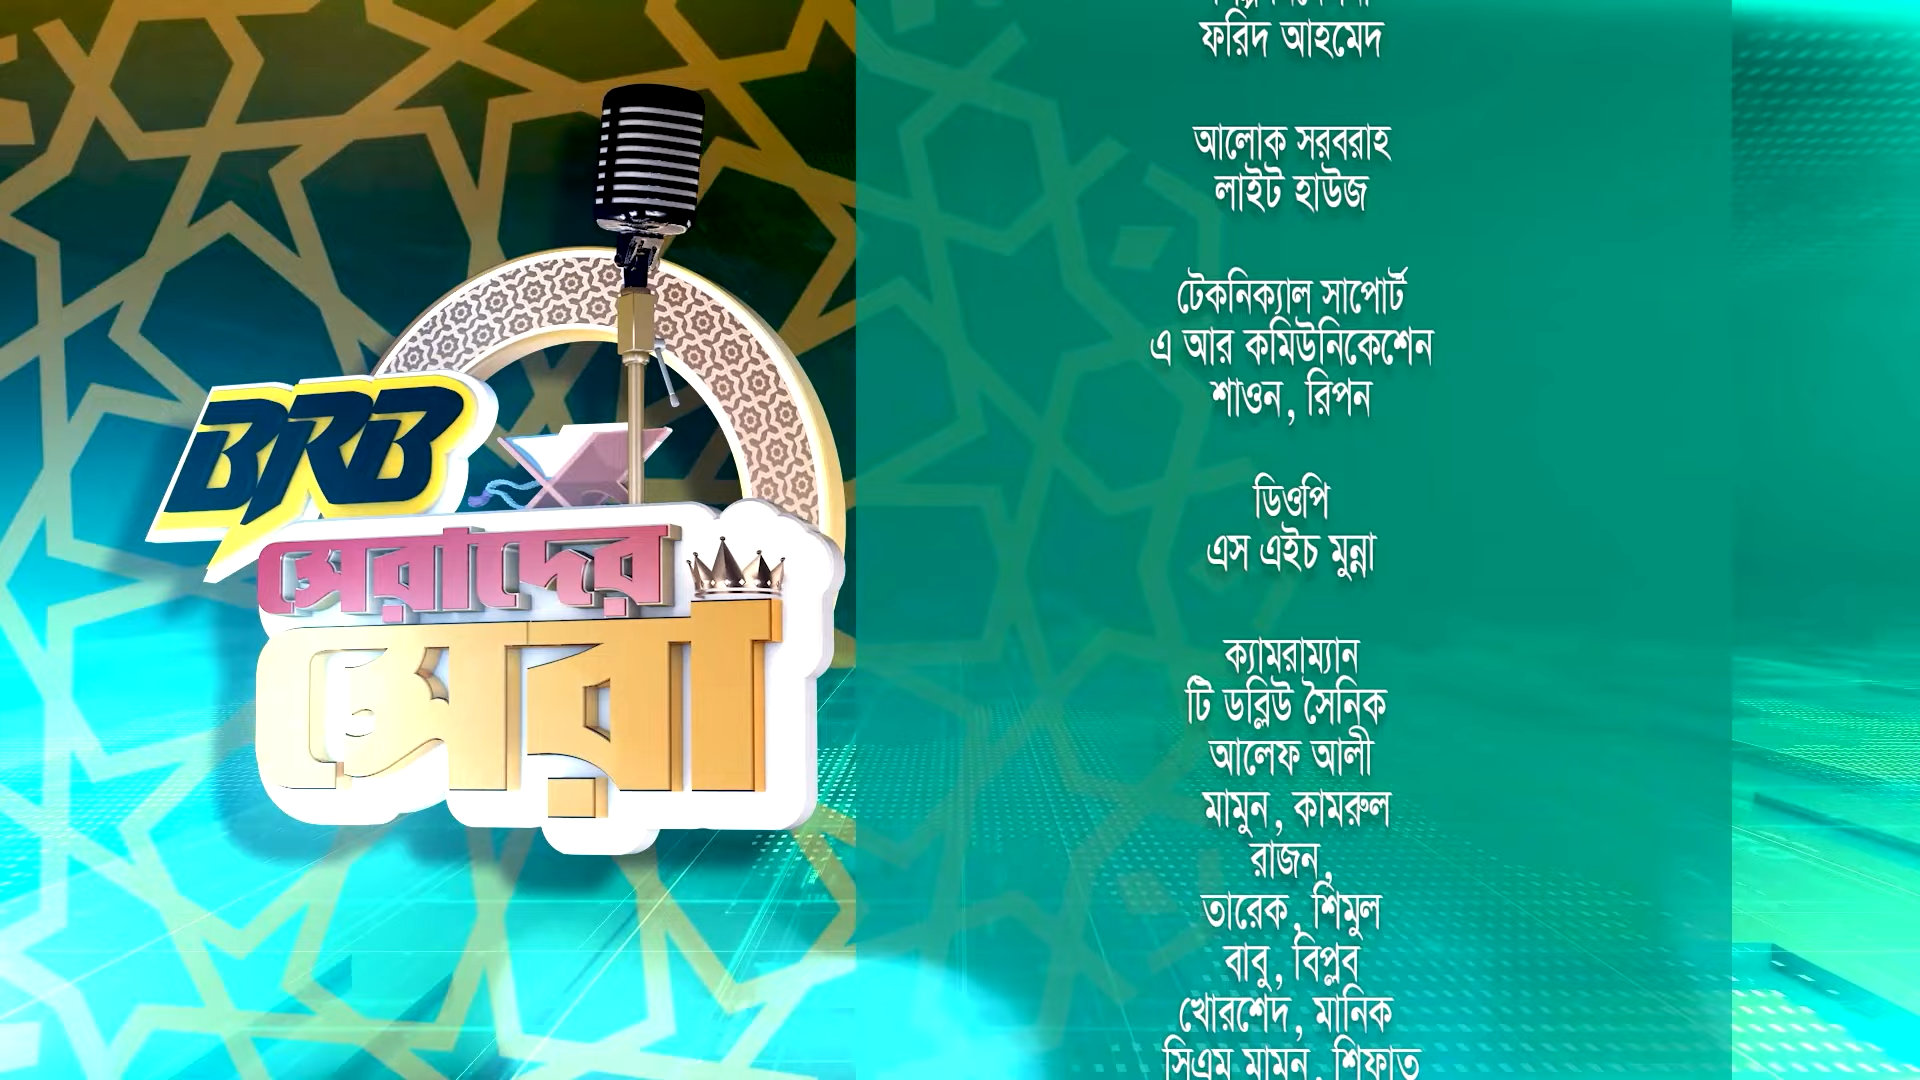 BRB
সেরাদের
সেরা
ফরিদ আহমেদ
আলোক সরবরাহ
লাইট হাউজ
টেকনিক্যাল সাপোর্ট
এ আর কমিউনিকেশেন
শাওন, রিপন
ডিওপি
এস এইচ মুন্না
ক্যামরাম্যান
টি ডব্লিউ সৈনিক
আলেফ আলী
মামুন, কামরুল
রাজন,
তারেক, শিমুল
বাবু, বিপ্লব
খোরশেদ, মানিক
সিএম মামুন, শিফাত